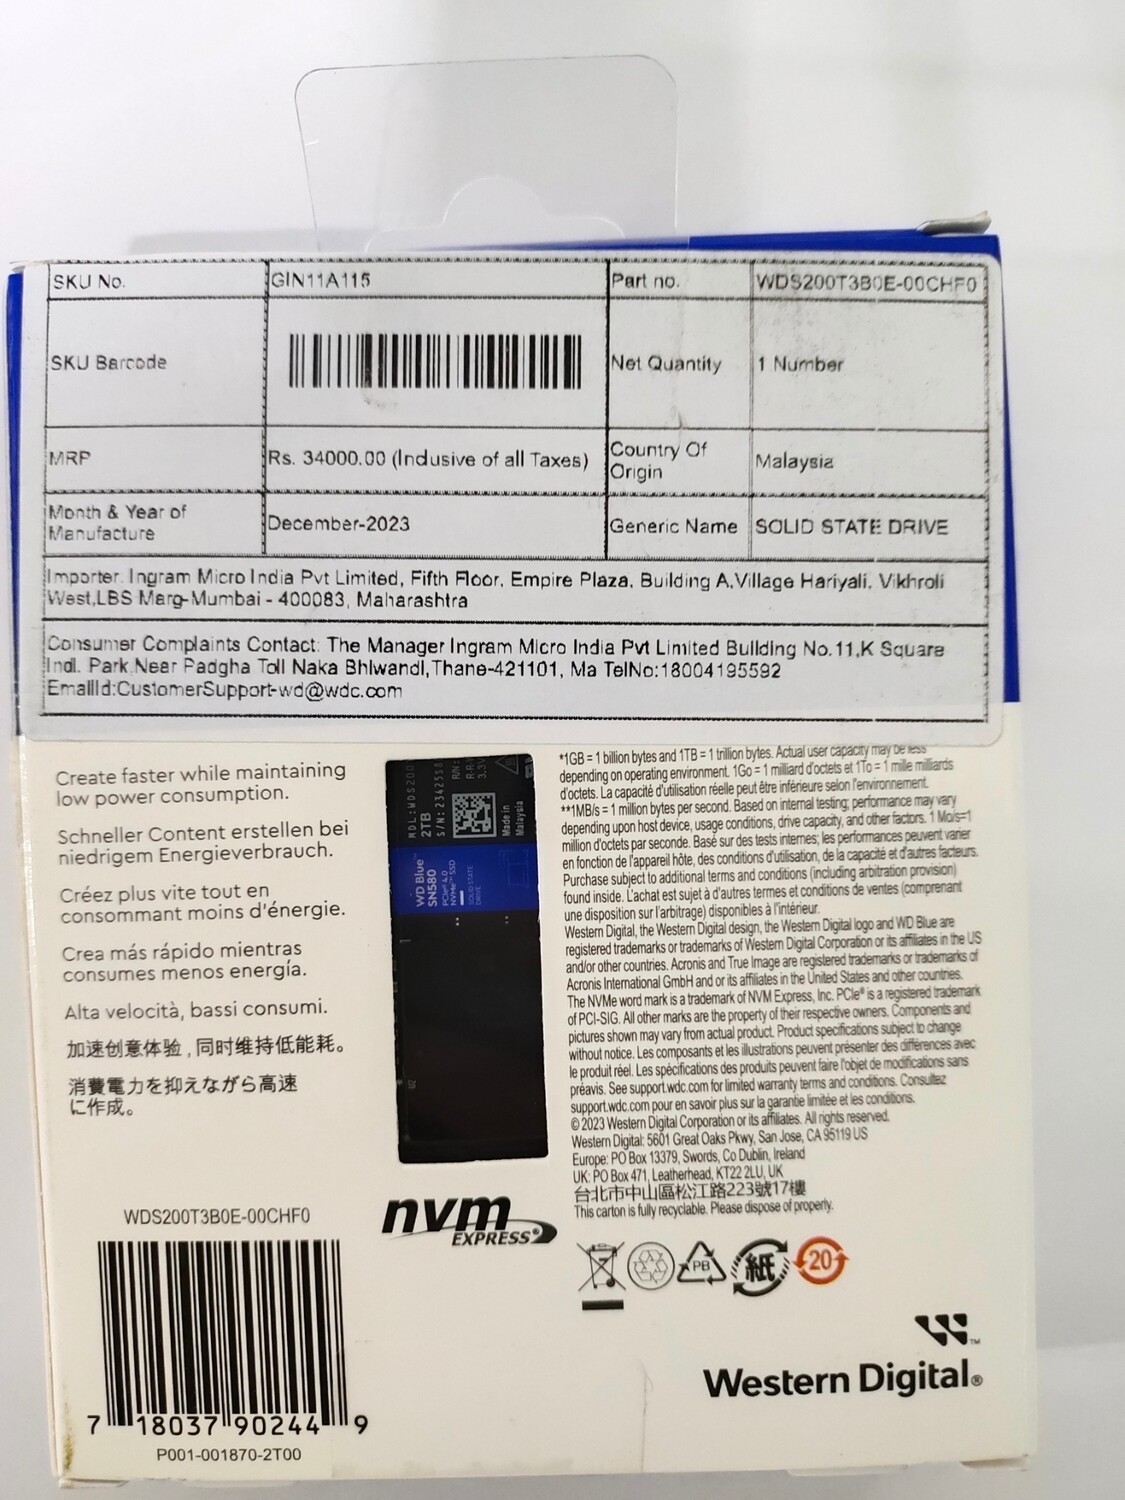 SKU No. GIN11A115 Part no. WDS200T3B0E-00CHF0
SKU Barcode Net Quantity 1 Number
MRP Rs. 34000.00 (Inclusive of all Taxes) Country Of Origin Malaysia
Month & Year of Manufacture December-2023 Generic Name SOLID STATE DRIVE
Importer. Ingram Micro India Pvt Limited, Fifth Floor, Empire Plaza, Building A,Village Hariyali, Vikhroli
West,LBS Marg-Mumbai - 400083, Maharashtra
Consumer Complaints Contact: The Manager Ingram Micro India Pvt Limited Building No.11,K Square
Indl. Park Near Padgha Toll Naka Bhiwandi,Thane-421101, Ma TelNo:18004195592
EmailId:CustomerSupport-wd@wdc.com
Create faster while maintaining
low power consumption.
Schneller Content erstellen bei
niedrigem Energieverbrauch.
Créez plus vite tout en
consommant moins d'énergie.
Crea más rápido mientras
consumes menos energía.
Alta velocità, bassi consumi.
加速创意体验，同时维持低能耗。
消費電力を抑えながら高速
に作成。
MDL:WDS200
2TB
Made in
Malaysia
WD Blue™
SN580
PCIe® 4.0
NVMe™ SSD
SOLID STATE
DRIVE
*1GB = 1 billion bytes and 1TB = 1 trillion bytes. Actual user capacity may be less
depending on operating environment. 1Go = 1 milliard d'octets et 1To = 1 mille milliards
d'octets. La capacité d'utilisation réelle peut être inférieure selon l'environnement.
**1MB/s = 1 million bytes per second. Based on internal testing; performance may vary
depending upon host device, usage conditions, drive capacity, and other factors. 1 Mo/s=1
million d'octets par seconde. Basé sur des tests internes; les performances peuvent varier
en fonction de l'appareil hôte, des conditions d'utilisation, de la capacité et d'autres facteurs.
Purchase subject to additional terms and conditions (including arbitration provision)
found inside. L'achat est sujet à d'autres termes et conditions de ventes (comprenant
une disposition sur l'arbitrage) disponibles à l'intérieur.
Western Digital, the Western Digital design, the Western Digital logo and WD Blue are
registered trademarks or trademarks of Western Digital Corporation or its affiliates in the US
and/or other countries. Acronis and True Image are registered trademarks or trademarks of
Acronis International GmbH and or its affiliates in the United States and other countries.
The NVMe word mark is a trademark of NVM Express, Inc. PCIe® is a registered trademark
of PCI-SIG. All other marks are the property of their respective owners. Components and
pictures shown may vary from actual product. Product specifications subject to change
without notice. Les composants et les illustrations peuvent présenter des différences avec
le produit réel. Les spécifications des produits peuvent faire l'objet de modifications sans
préavis. See support.wdc.com for limited warranty terms and conditions. Consultez
support.wdc.com pour en savoir plus sur la garantie limitée et les conditions.
© 2023 Western Digital Corporation or its affiliates. All rights reserved.
Western Digital: 5601 Great Oaks Pkwy, San Jose, CA 95119 US
Europe: PO Box 13379, Swords, Co Dublin, Ireland
UK: PO Box 471, Leatherhead, KT22 2LU, UK
台北市中山區松江路223號17樓
This carton is fully recyclable. Please dispose of properly.
nvm
EXPRESS®
PB
紙
20
WDS200T3B0E-00CHF0
7 18037 90244 9
P001-001870-2T00
Western Digital®